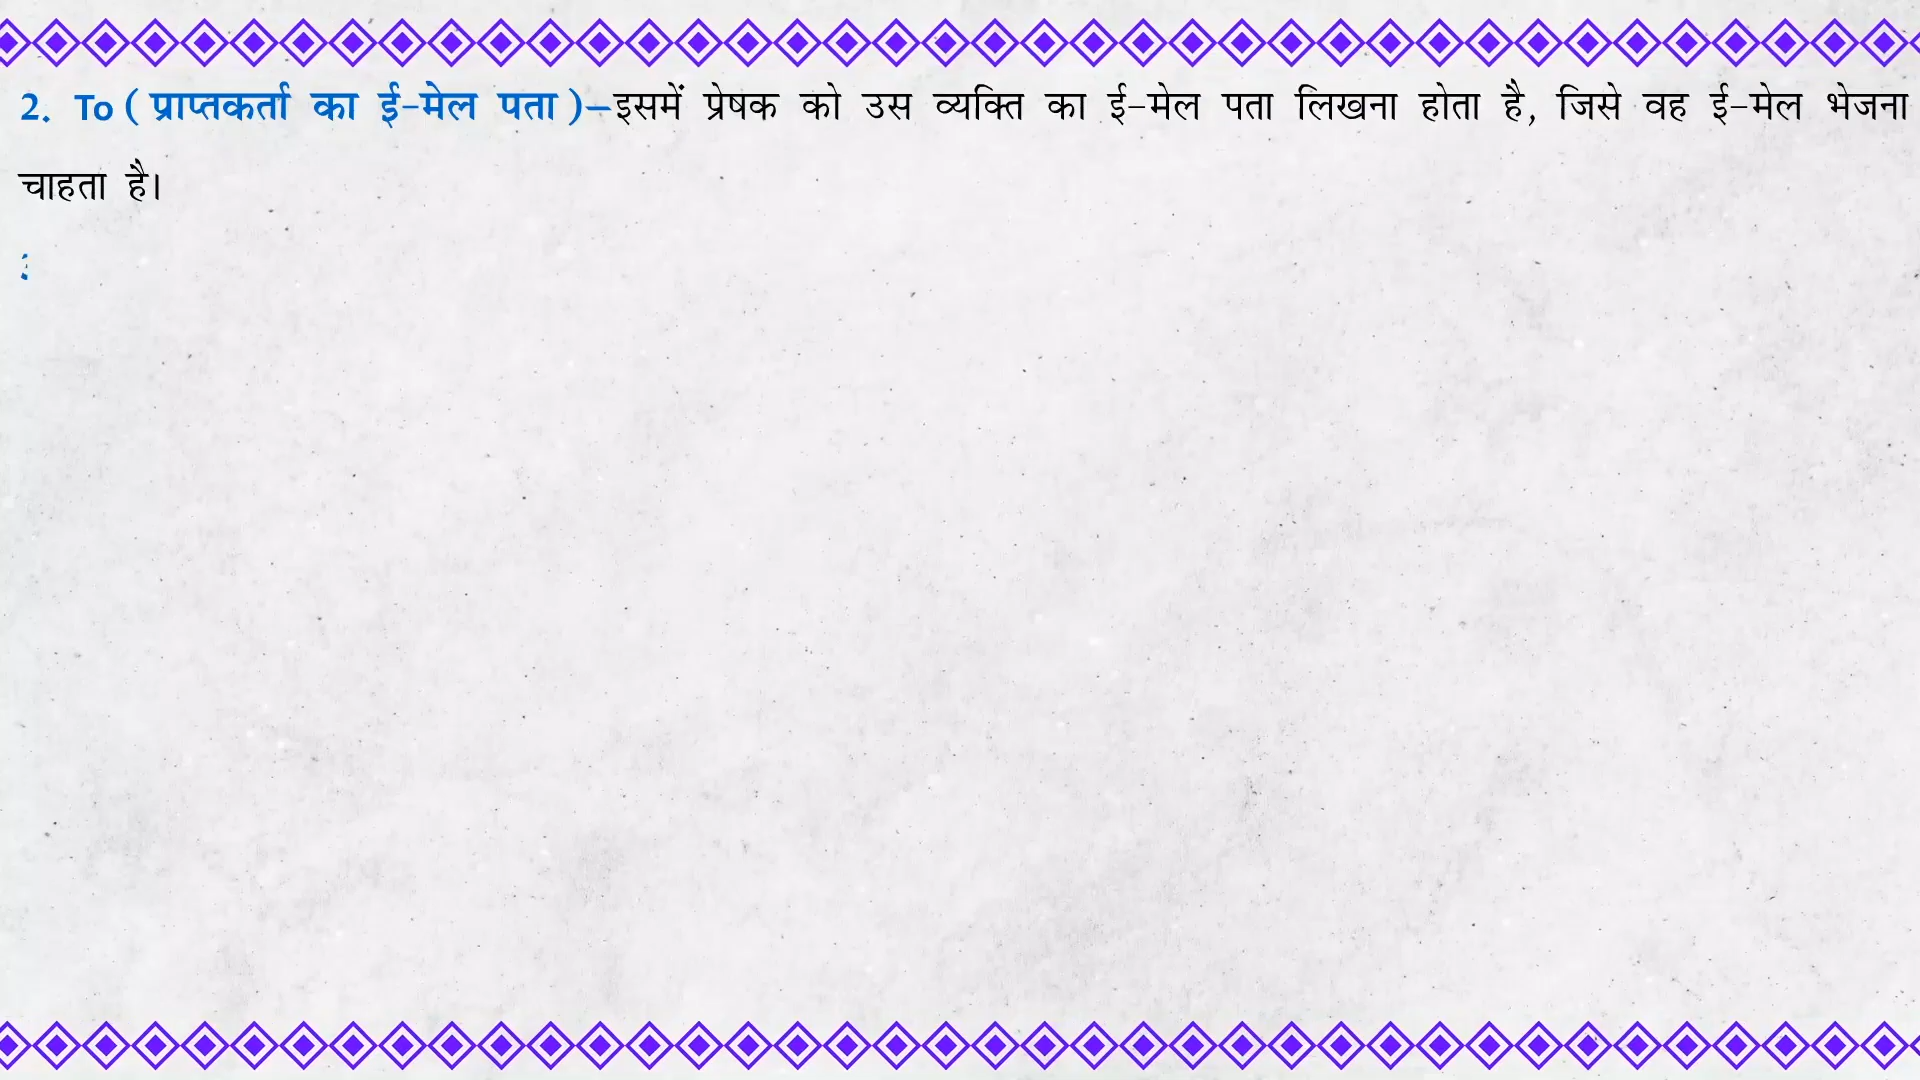 2. To ( प्राप्तकर्ता का ई-मेल पता )–इसमें प्रेषक को उस व्यक्ति का ई-मेल पता लिखना होता है, जिसे वह ई-मेल भेजना
चाहता है।